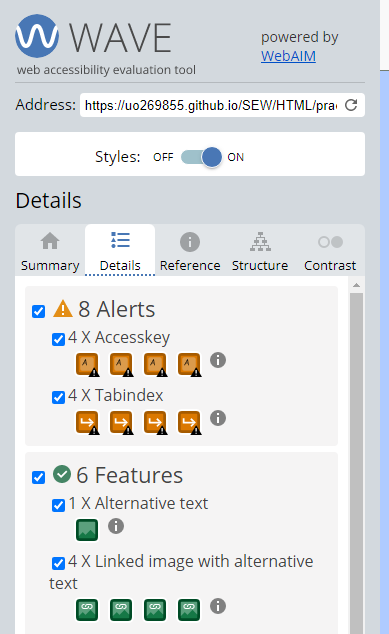 WAVE
web accessibility evaluation tool
powered by
WebAIM
Address: https://uo269855.github.io/SEW/HTML/prac
Styles: OFF ON
Details
Summary Details Reference Structure Contrast
8 Alerts
4 X Accesskey
4 X Tabindex
6 Features
1 X Alternative text
4 X Linked image with alternative
text